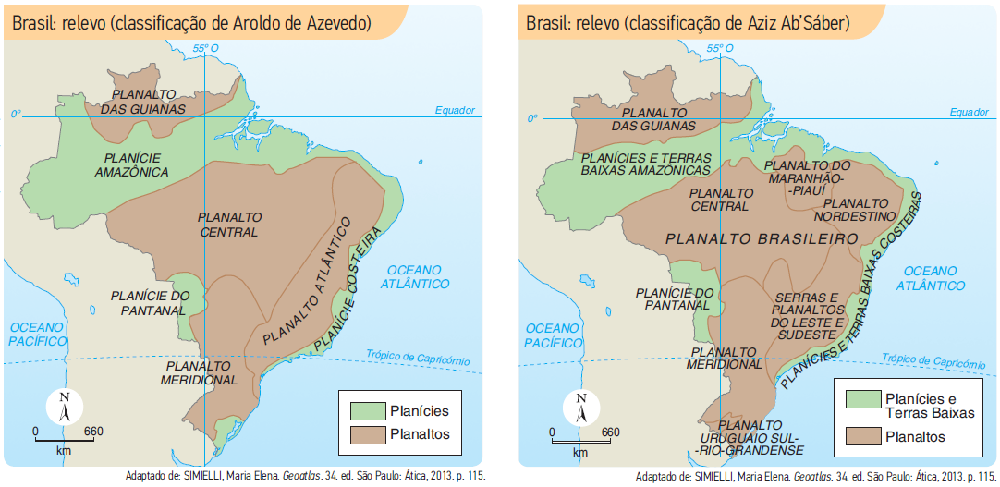 Brasil: relevo (classificação de Aroldo de Azevedo)
55º O
PLANALTO
DAS GUIANAS
0º
Equador
PLANÍCIE
AMAZÔNICA
PLANALTO
CENTRAL
PLANALTO ATLÂNTICO
PLANÍCIE COSTEIRA
OCEANO
ATLÂNTICO
PLANÍCIE DO
PANTANAL
OCEANO
PACÍFICO
Trópico de Capricórnio
PLANALTO
MERIDIONAL
N
0 660
km
Planícies
Planaltos
Adaptado de: SIMIELLI, Maria Elena. Geoatlas. 34. ed. São Paulo: Ática, 2013. p. 115.
Brasil: relevo (classificação de Aziz Ab'Sáber)
55º O
PLANALTO
DAS GUIANAS
0º
Equador
PLANÍCIES E TERRAS
BAIXAS AMAZÔNICAS
PLANALTO DO
MARANHÃO-
-PIAUÍ
PLANALTO
CENTRAL
PLANALTO
NORDESTINO
PLANALTO BRASILEIRO
PLANÍCIES E TERRAS BAIXAS COSTEIRAS
OCEANO
ATLÂNTICO
PLANÍCIE DO
PANTANAL
SERRAS E
PLANALTOS
DO LESTE E
SUDESTE
OCEANO
PACÍFICO
Trópico de Capricórnio
PLANALTO
MERIDIONAL
PLANALTO
URUGUAIO SUL-
-RIO-GRANDENSE
N
0 660
km
Planícies e
Terras Baixas
Planaltos
Adaptado de: SIMIELLI, Maria Elena. Geoatlas. 34. ed. São Paulo: Ática, 2013. p. 115.